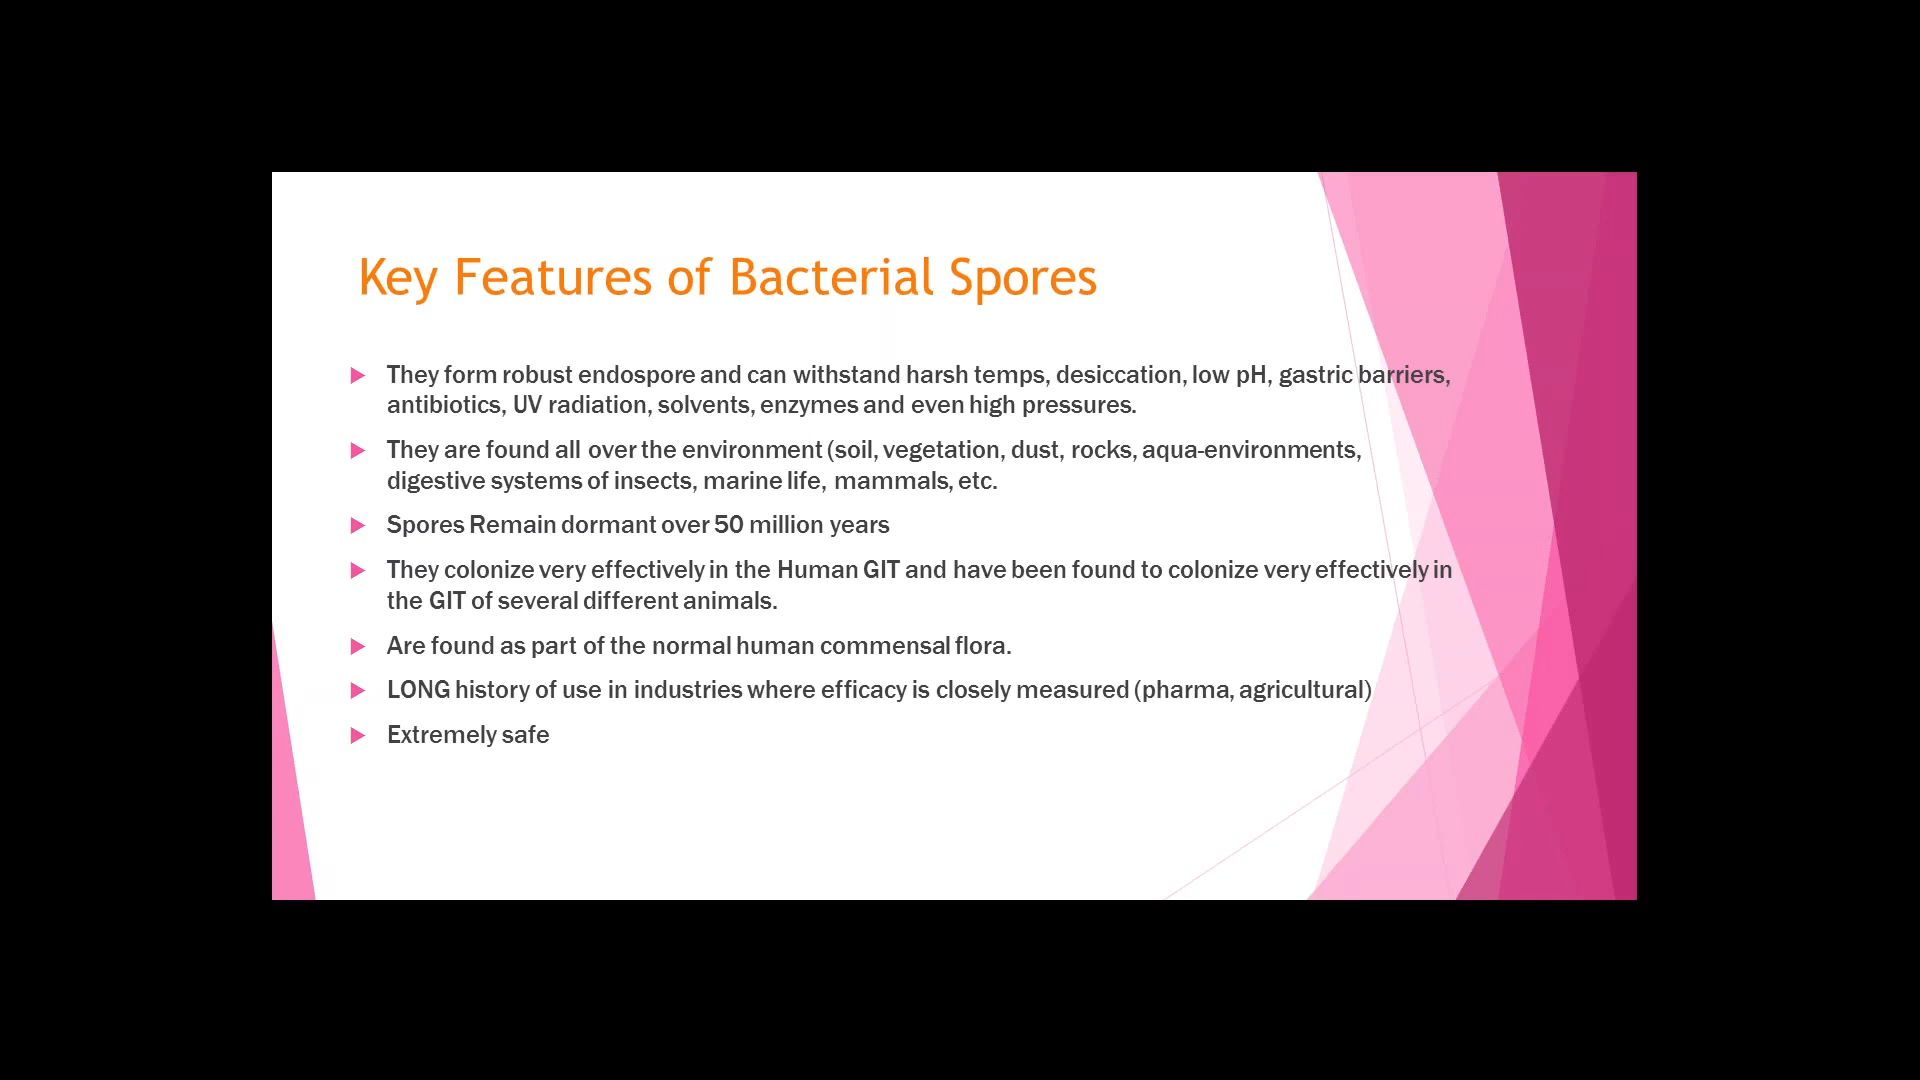 Key Features of Bacterial Spores
They form robust endospore and can withstand harsh temps, desiccation, low pH, gastric barriers,
antibiotics, UV radiation, solvents, enzymes and even high pressures.
They are found all over the environment (soil, vegetation, dust, rocks, aqua-environments,
digestive systems of insects, marine life, mammals, etc.
Spores Remain dormant over 50 million years
They colonize very effectively in the Human GIT and have been found to colonize very effectively in
the GIT of several different animals.
Are found as part of the normal human commensal flora.
LONG history of use in industries where efficacy is closely measured (pharma, agricultural)
Extremely safe